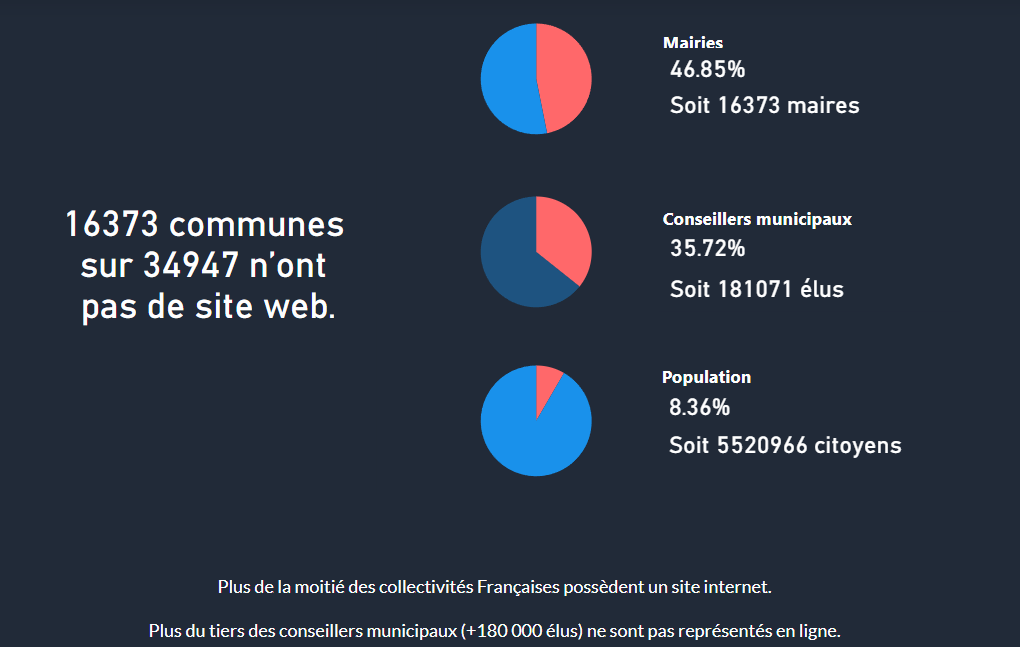 16373 communes
sur 34947 n’ont
pas de site web.
Mairies
46.85%
Soit 16373 maires
Conseillers municipaux
35.72%
Soit 181071 élus
Population
8.36%
Soit 5520966 citoyens
Plus de la moitié des collectivités Françaises possèdent un site internet.
Plus du tiers des conseillers municipaux (+180 000 élus) ne sont pas représentés en ligne.